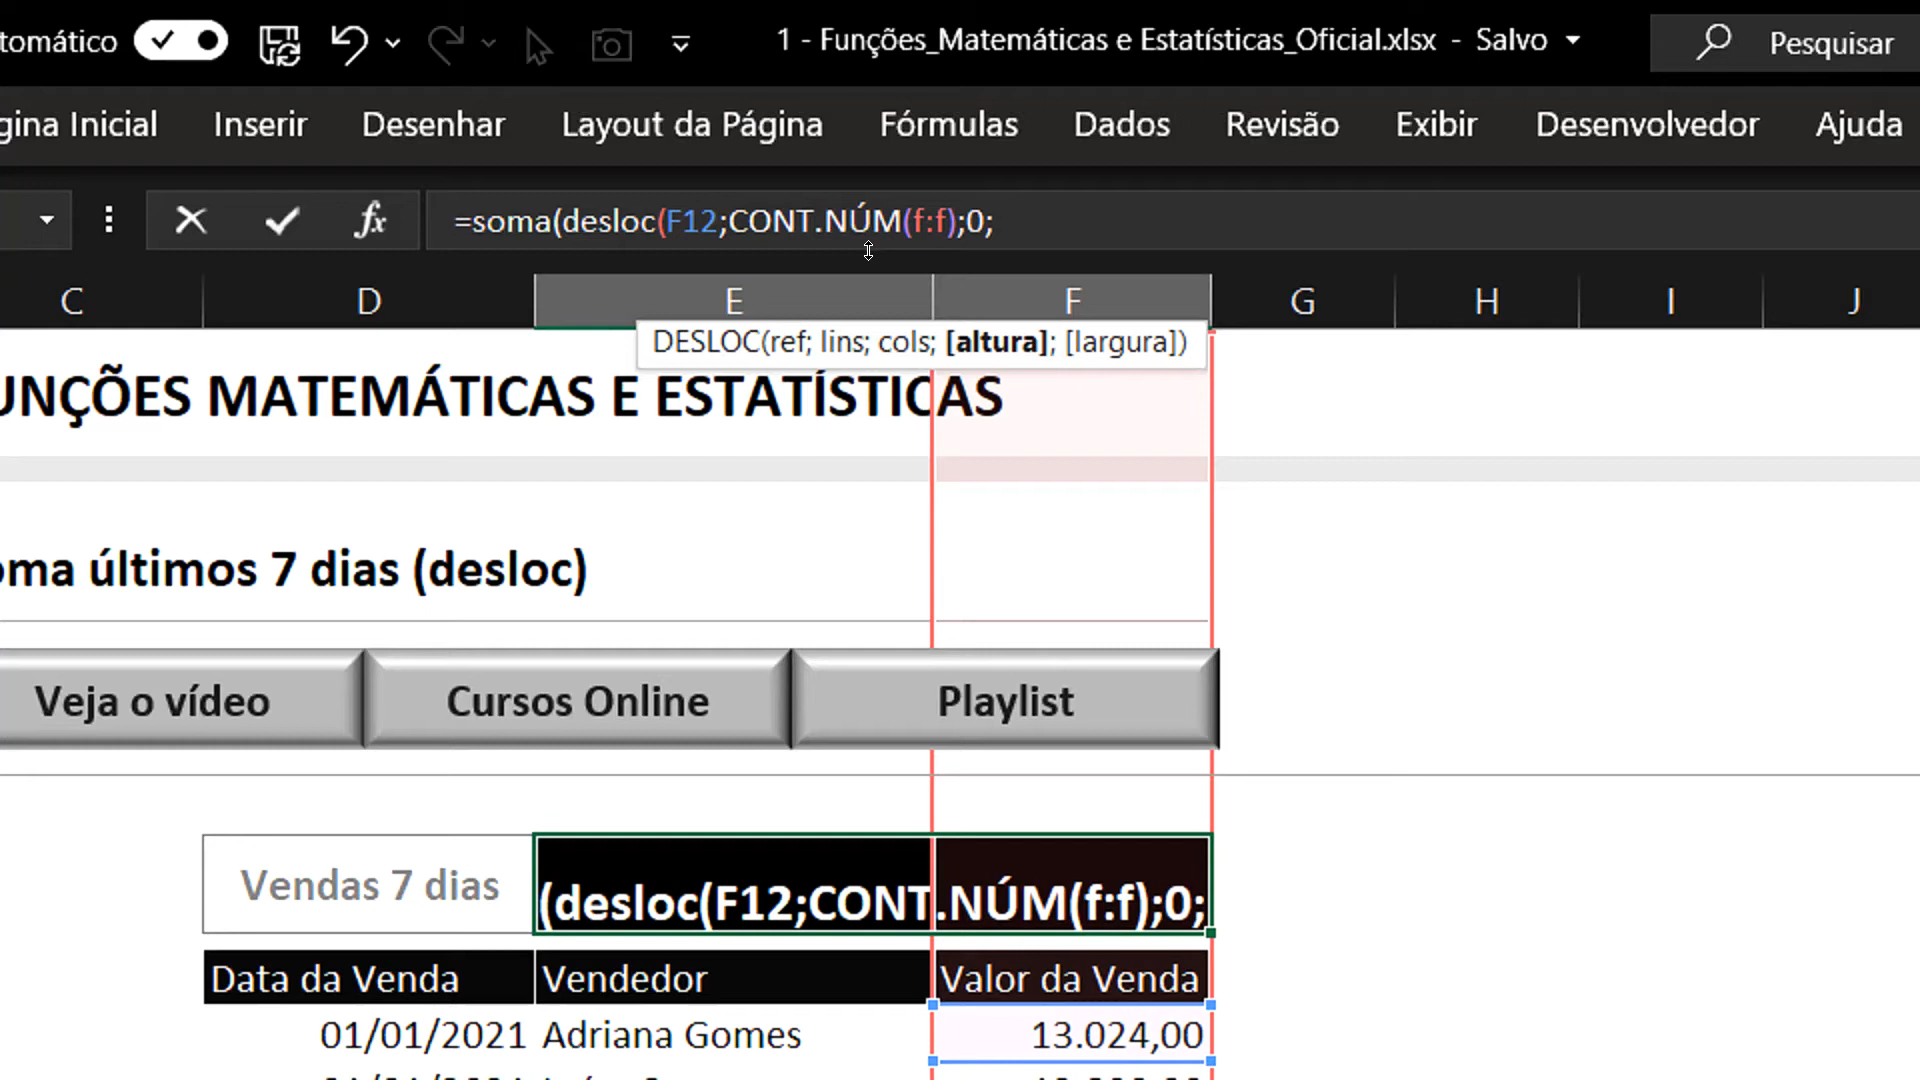 tomático 1 - Funções_Matemáticas e Estatísticas_Oficial.xlsx - Salvo Pesquisar
gina Inicial Inserir Desenhar Layout da Página Fórmulas Dados Revisão Exibir Desenvolvedor Ajuda
fx =soma(desloc(F12;CONT.NÚM(f:f);0;
C D E F G H I J
DESLOC(ref; lins; cols; [altura]; [largura])
UNÇÕES MATEMÁTICAS E ESTATÍSTICAS
oma últimos 7 dias (desloc)
Veja o vídeo Cursos Online Playlist
Vendas 7 dias (desloc(F12;CONT.NÚM(f:f);0;
Data da Venda Vendedor Valor da Venda
01/01/2021 Adriana Gomes 13.024,00